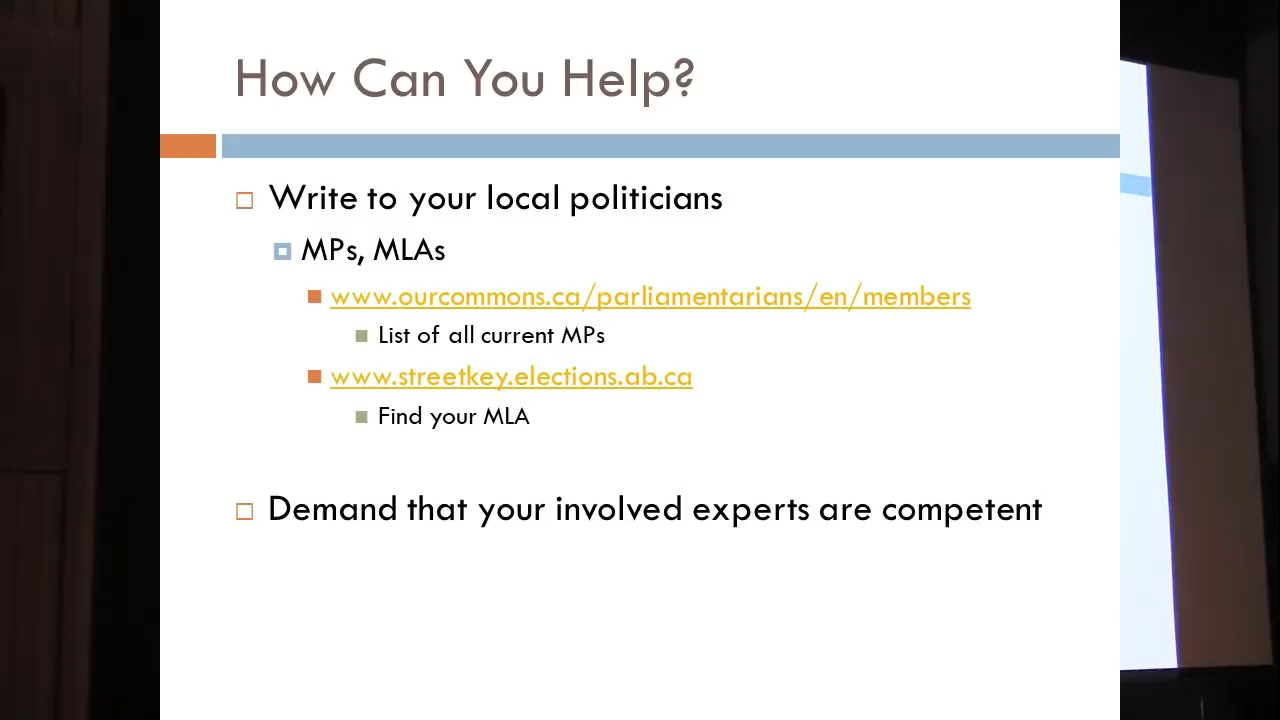 How Can You Help?
Write to your local politicians
MPs, MLAs
www.ourcommons.ca/parliamentarians/en/members
List of all current MPs
www.streetkey.elections.ab.ca
Find your MLA
Demand that your involved experts are competent